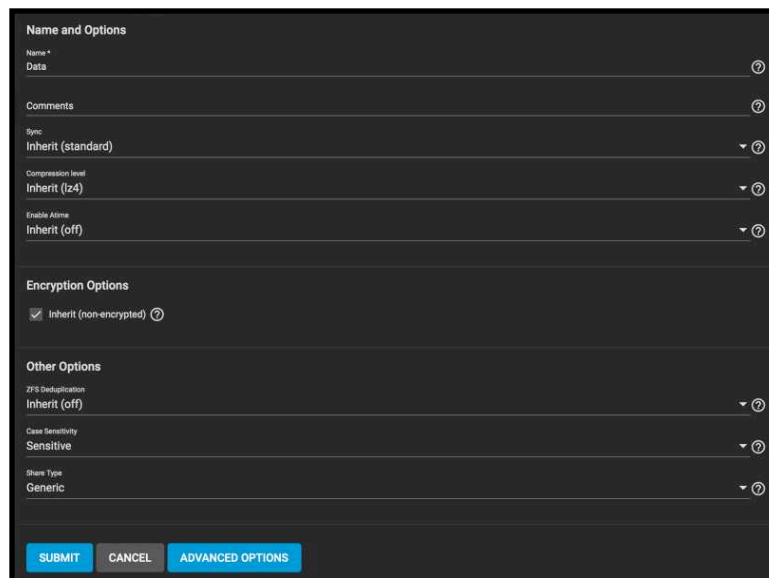 Name and Options
Name *
Data
Comments
Sync
Inherit (standard)
Compression level
Inherit (lz4)
Enable Atime
Inherit (off)
Encryption Options
Inherit (non-encrypted)
Other Options
ZFS Deduplication
Inherit (off)
Case Sensitivity
Sensitive
Share Type
Generic
SUBMIT CANCEL ADVANCED OPTIONS